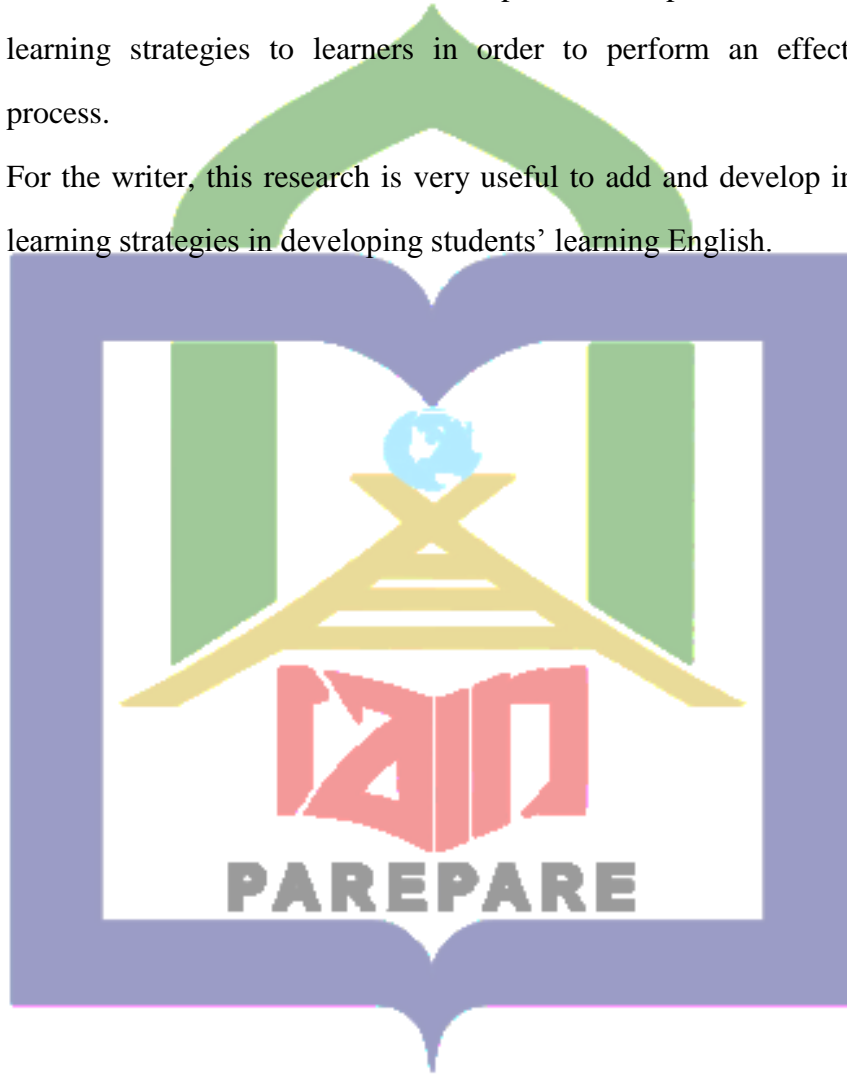 learning strategies to learners in order to perform an effect
process.
For the writer, this research is very useful to add and develop in
learning strategies in developing students’ learning English.
iain
PAREPARE